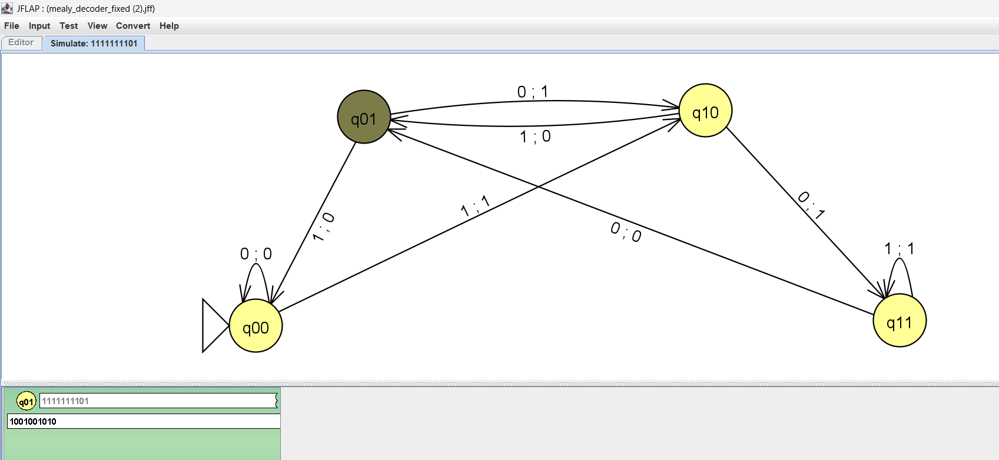 JFLAP : (mealy_decoder_fixed (2).jff)
File Input Test View Convert Help
Editor Simulate: 1111111101
0 ; 1
q01
q10
1 ; 0
1 ; 1
0 ; 1
1 ; 0
0 ; 0
0 ; 0
1 ; 1
q00
q11
q01 1111111101
1001001010